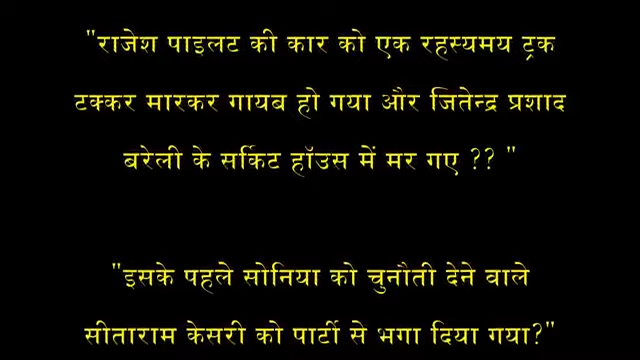 "राजेश पाइलट की कार को एक रहस्यमय ट्रक
टक्कर मारकर गायब हो गया और जितेन्द्र प्रशाद
बरेली के सर्किट हॉउस में मर गए ?? "
"इसके पहले सोनिया को चुनौती देने वाले
सीताराम केसरी को पार्टी से भगा दिया गया?"